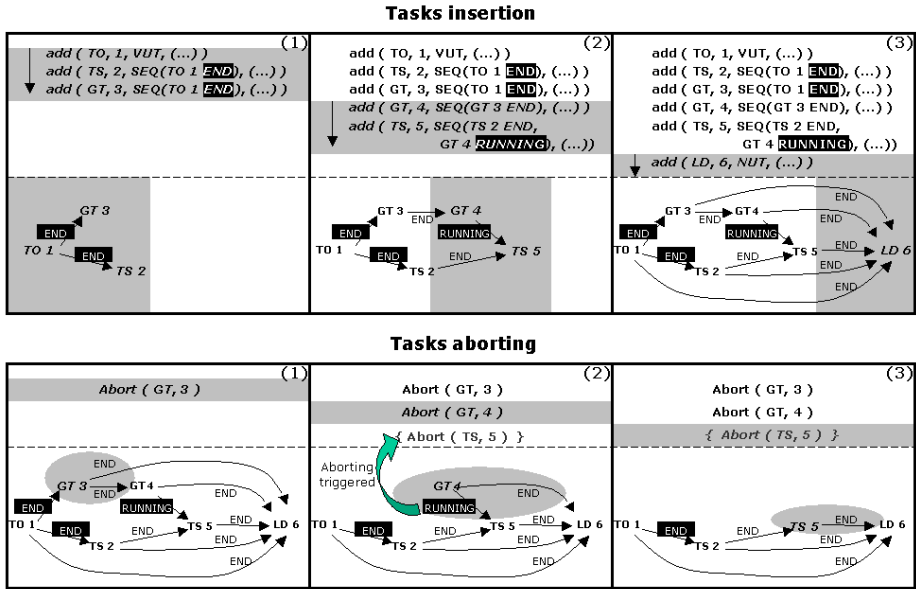 Tasks insertion
(1)
add ( TO, 1, VUT, (...) )
add ( TS, 2, SEQ(TO 1 END), (...) )
add ( GT, 3, SEQ(TO 1 END), (...) )
GT 3
END
TO 1
END
TS 2
(2)
add ( TO, 1, VUT, (...) )
add ( TS, 2, SEQ(TO 1 END), (...) )
add ( GT, 3, SEQ(TO 1 END), (...) )
add ( GT, 4, SEQ(GT 3 END), (...) )
add ( TS, 5, SEQ(TS 2 END,
GT 4 RUNNING), (...))
GT 3
END
GT 4
END
RUNNING
TO 1
END
TS 2
END
TS 5
(3)
add ( TO, 1, VUT, (...) )
add ( TS, 2, SEQ(TO 1 END), (...) )
add ( GT, 3, SEQ(TO 1 END), (...) )
add ( GT, 4, SEQ(GT 3 END), (...) )
add ( TS, 5, SEQ(TS 2 END,
GT 4 RUNNING), (...))
add ( LD, 6, NUT, (...) )
END
GT 3
END
GT4
END
END
RUNNING
TO 1
END
TS 5
END
LD 6
END
TS 2
END
END
Tasks aborting
(1)
Abort ( GT, 3 )
END
GT 3
END
GT4
END
END
RUNNING
TO 1
END
TS 5
END
LD 6
END
TS 2
END
END
(2)
Abort ( GT, 3 )
Abort ( GT, 4 )
{ Abort ( TS, 5 ) }
Aborting
triggered
GT4
END
RUNNING
TO 1
END
TS 5
END
LD 6
END
TS 2
END
END
(3)
Abort ( GT, 3 )
Abort ( GT, 4 )
{ Abort ( TS, 5 ) }
TO 1
END
TS 5
END
LD 6
END
TS 2
END
END